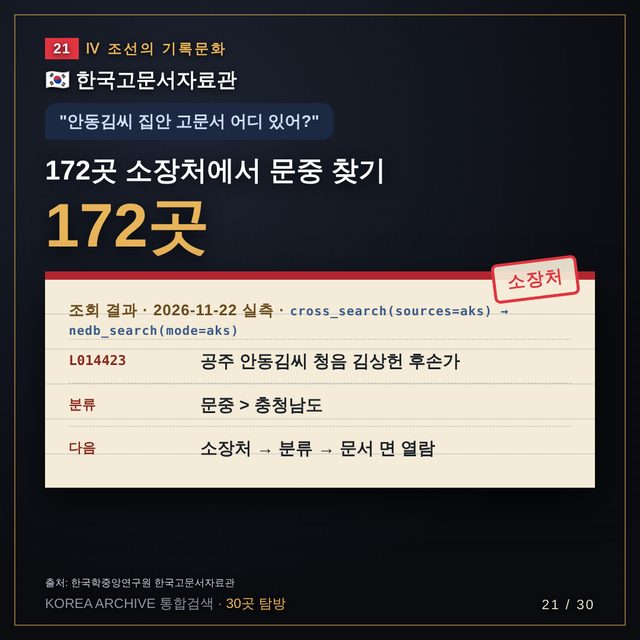 21 Ⅳ 조선의 기록문화
🇰🇷 한국고문서자료관
"안동김씨 집안 고문서 어디 있어?"
172곳 소장처에서 문중 찾기
172곳
소장처
조회 결과 · 2026-11-22 실측 · cross_search(sources=aks) →
nedb_search(mode=aks)
L014423 공주 안동김씨 청음 김상헌 후손가
분류 문중 > 충청남도
다음 소장처 → 분류 → 문서 면 열람
출처: 한국학중앙연구원 한국고문서자료관
KOREA ARCHIVE 통합검색 · 30곳 탐방
21 / 30